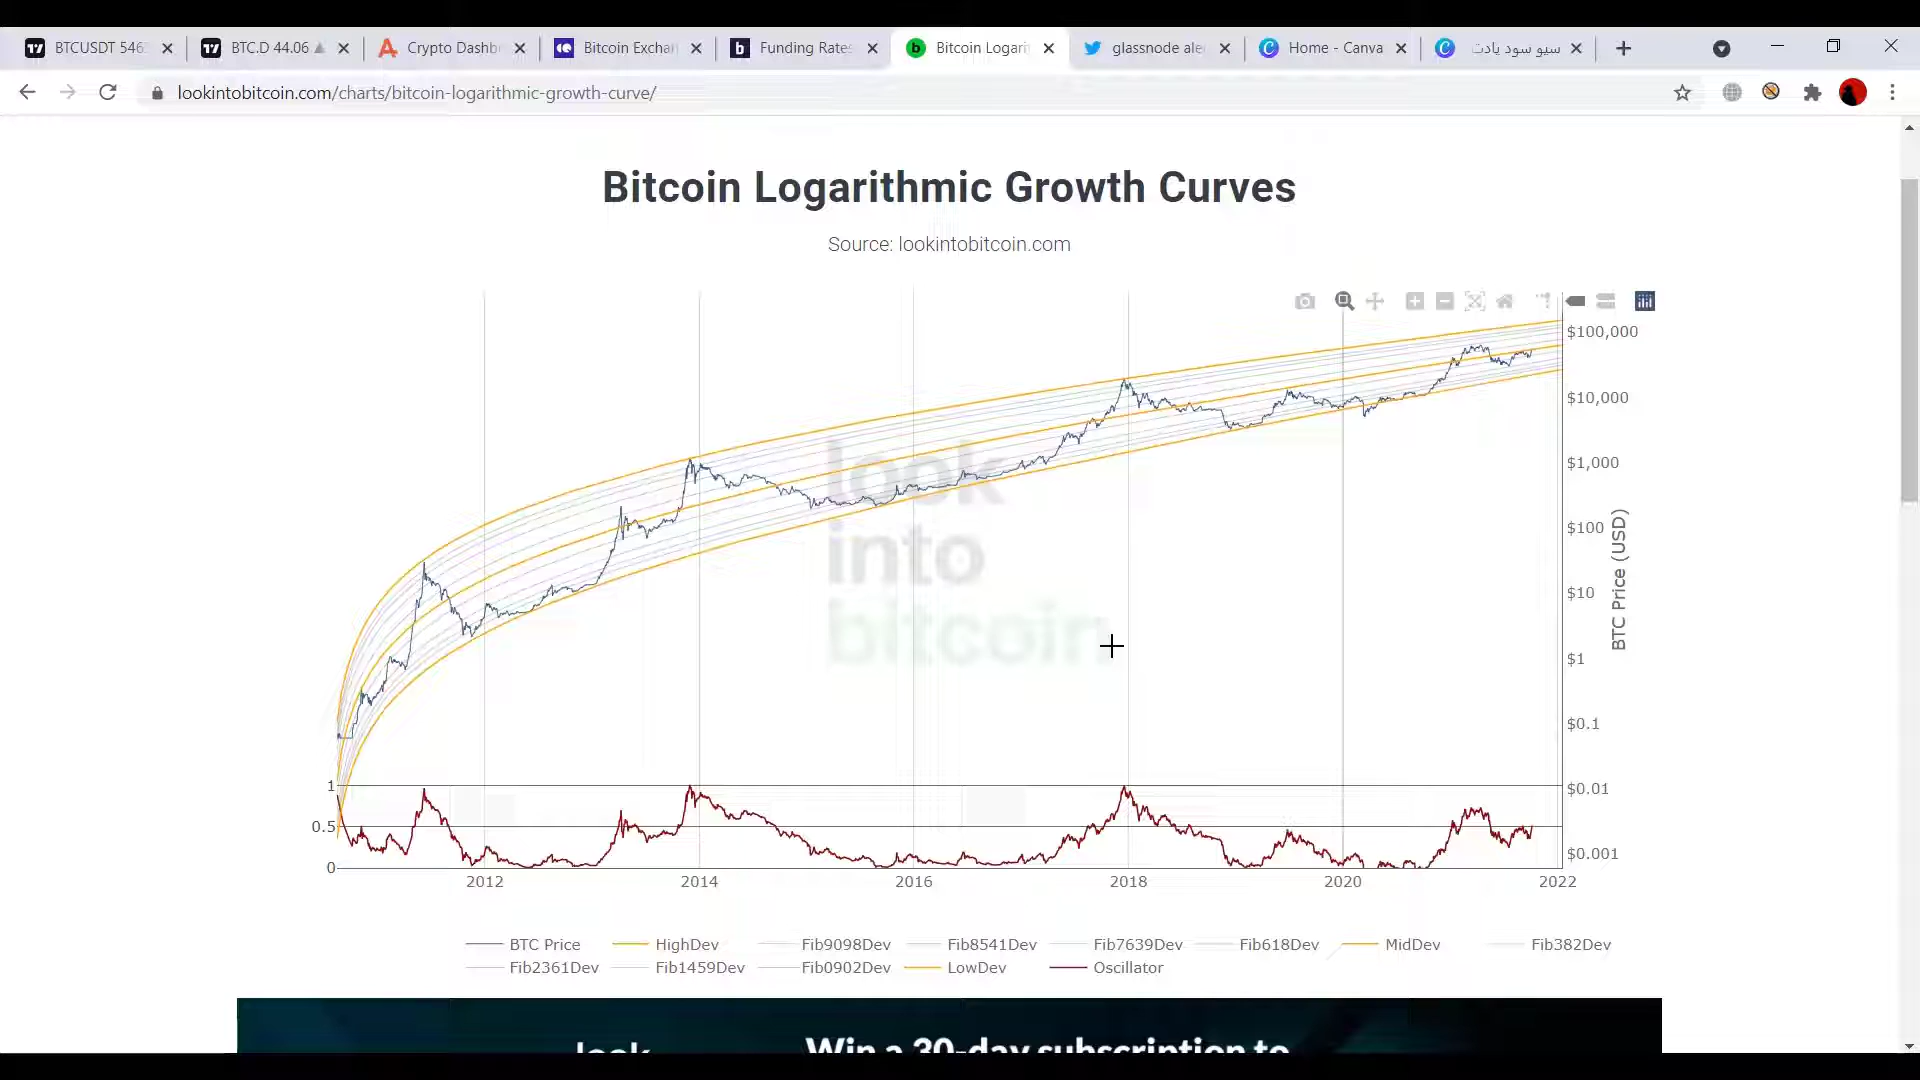 BTCUSDT 546
BTC.D 44.06
Crypto Dashb
Bitcoin Exchan
Funding Rates
Bitcoin Logarit
glassnode ale
Home - Canva
سیو سود یادت
lookintobitcoin.com/charts/bitcoin-logarithmic-growth-curve/
Bitcoin Logarithmic Growth Curves
Source: lookintobitcoin.com
$100,000
$10,000
$1,000
$100
$10
$1
$0.1
$0.01
$0.001
BTC Price (USD)
look
into
bitcoin
1
0.5
0
2012 2014 2016 2018 2020 2022
BTC Price HighDev Fib9098Dev Fib8541Dev Fib7639Dev Fib618Dev MidDev Fib382Dev
Fib2361Dev Fib1459Dev Fib0902Dev LowDev Oscillator
look
Win a 30-day subscription to